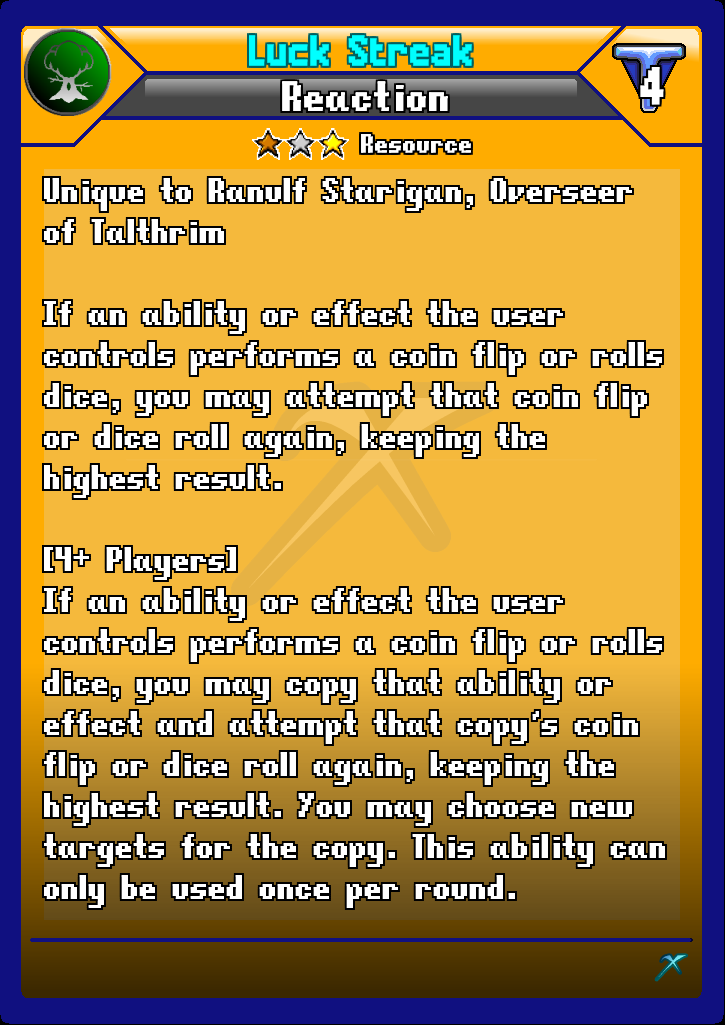 Luck Streak
4
Reaction
Resource
Unique to Ranulf Starigan, Overseer
of Talthrim
If an ability or effect the user
controls performs a coin flip or rolls
dice, you may attempt that coin flip
or dice roll again, keeping the
highest result.
[4+ Players]
If an ability or effect the user
controls performs a coin flip or rolls
dice, you may copy that ability or
effect and attempt that copy's coin
flip or dice roll again, keeping the
highest result. You may choose new
targets for the copy. This ability can
only be used once per round.